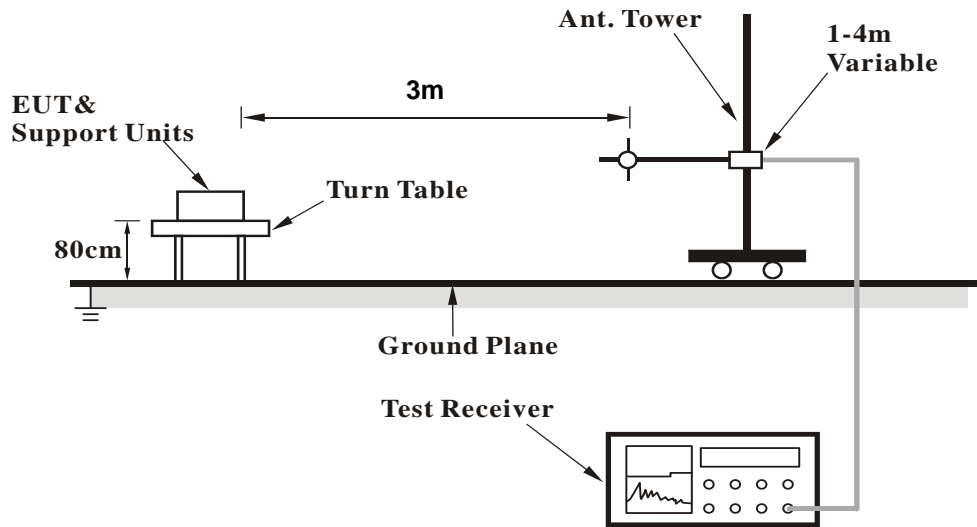 Ant. Tower
1-4m
Variable
3m
EUT&
Support Units
Turn Table
80cm
Ground Plane
Test Receiver